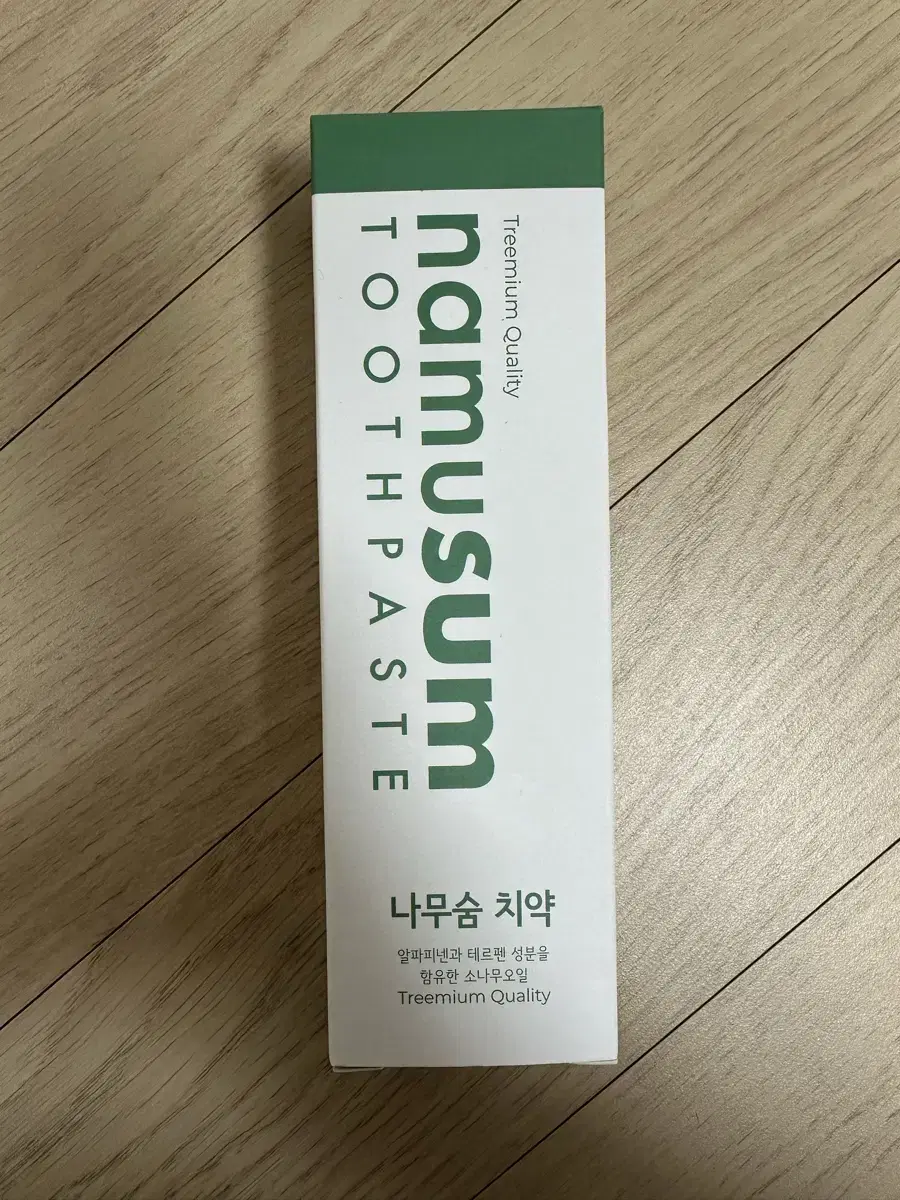 Treemium Quality
namusum
TOOTHPASTE
나무숨 치약
알파피넨과 테르펜 성분을
함유한 소나무오일
Treemium Quality